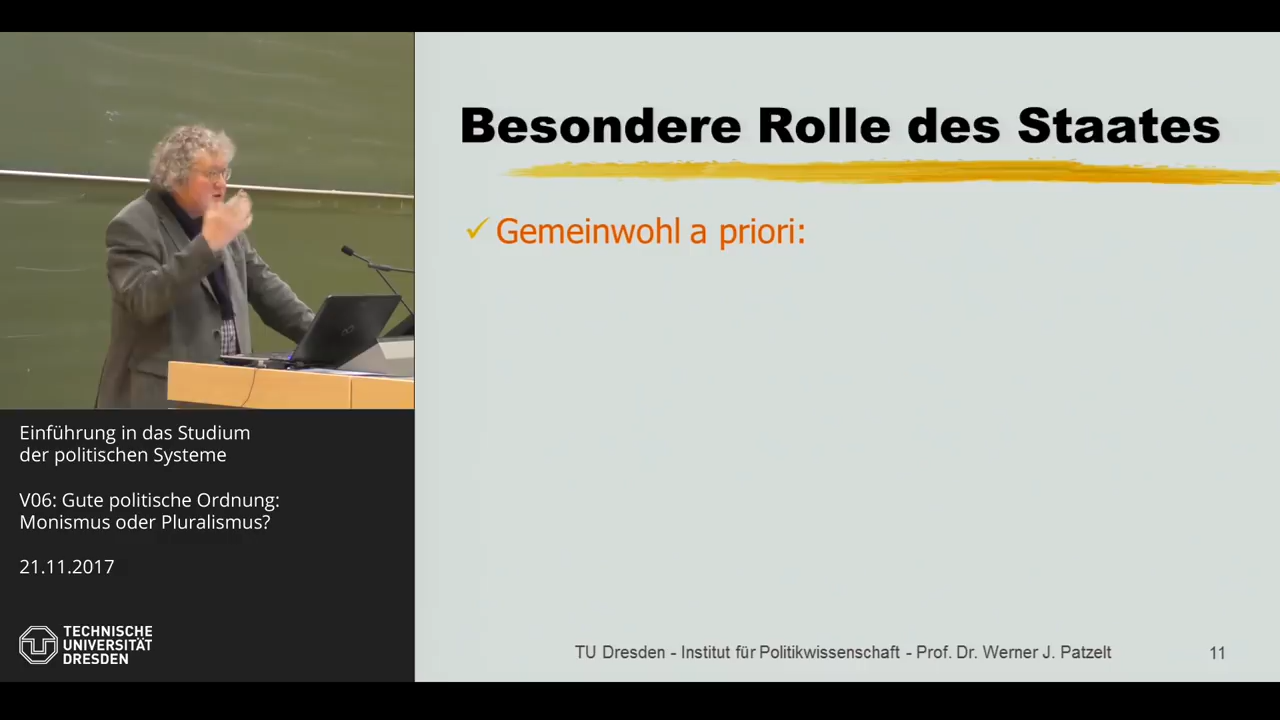 Besondere Rolle des Staates
✓ Gemeinwohl a priori:
Einführung in das Studium
der politischen Systeme
V06: Gute politische Ordnung:
Monismus oder Pluralismus?
21.11.2017
TECHNISCHE
UNIVERSITÄT
DRESDEN
TU Dresden - Institut für Politikwissenschaft - Prof. Dr. Werner J. Patzelt
11